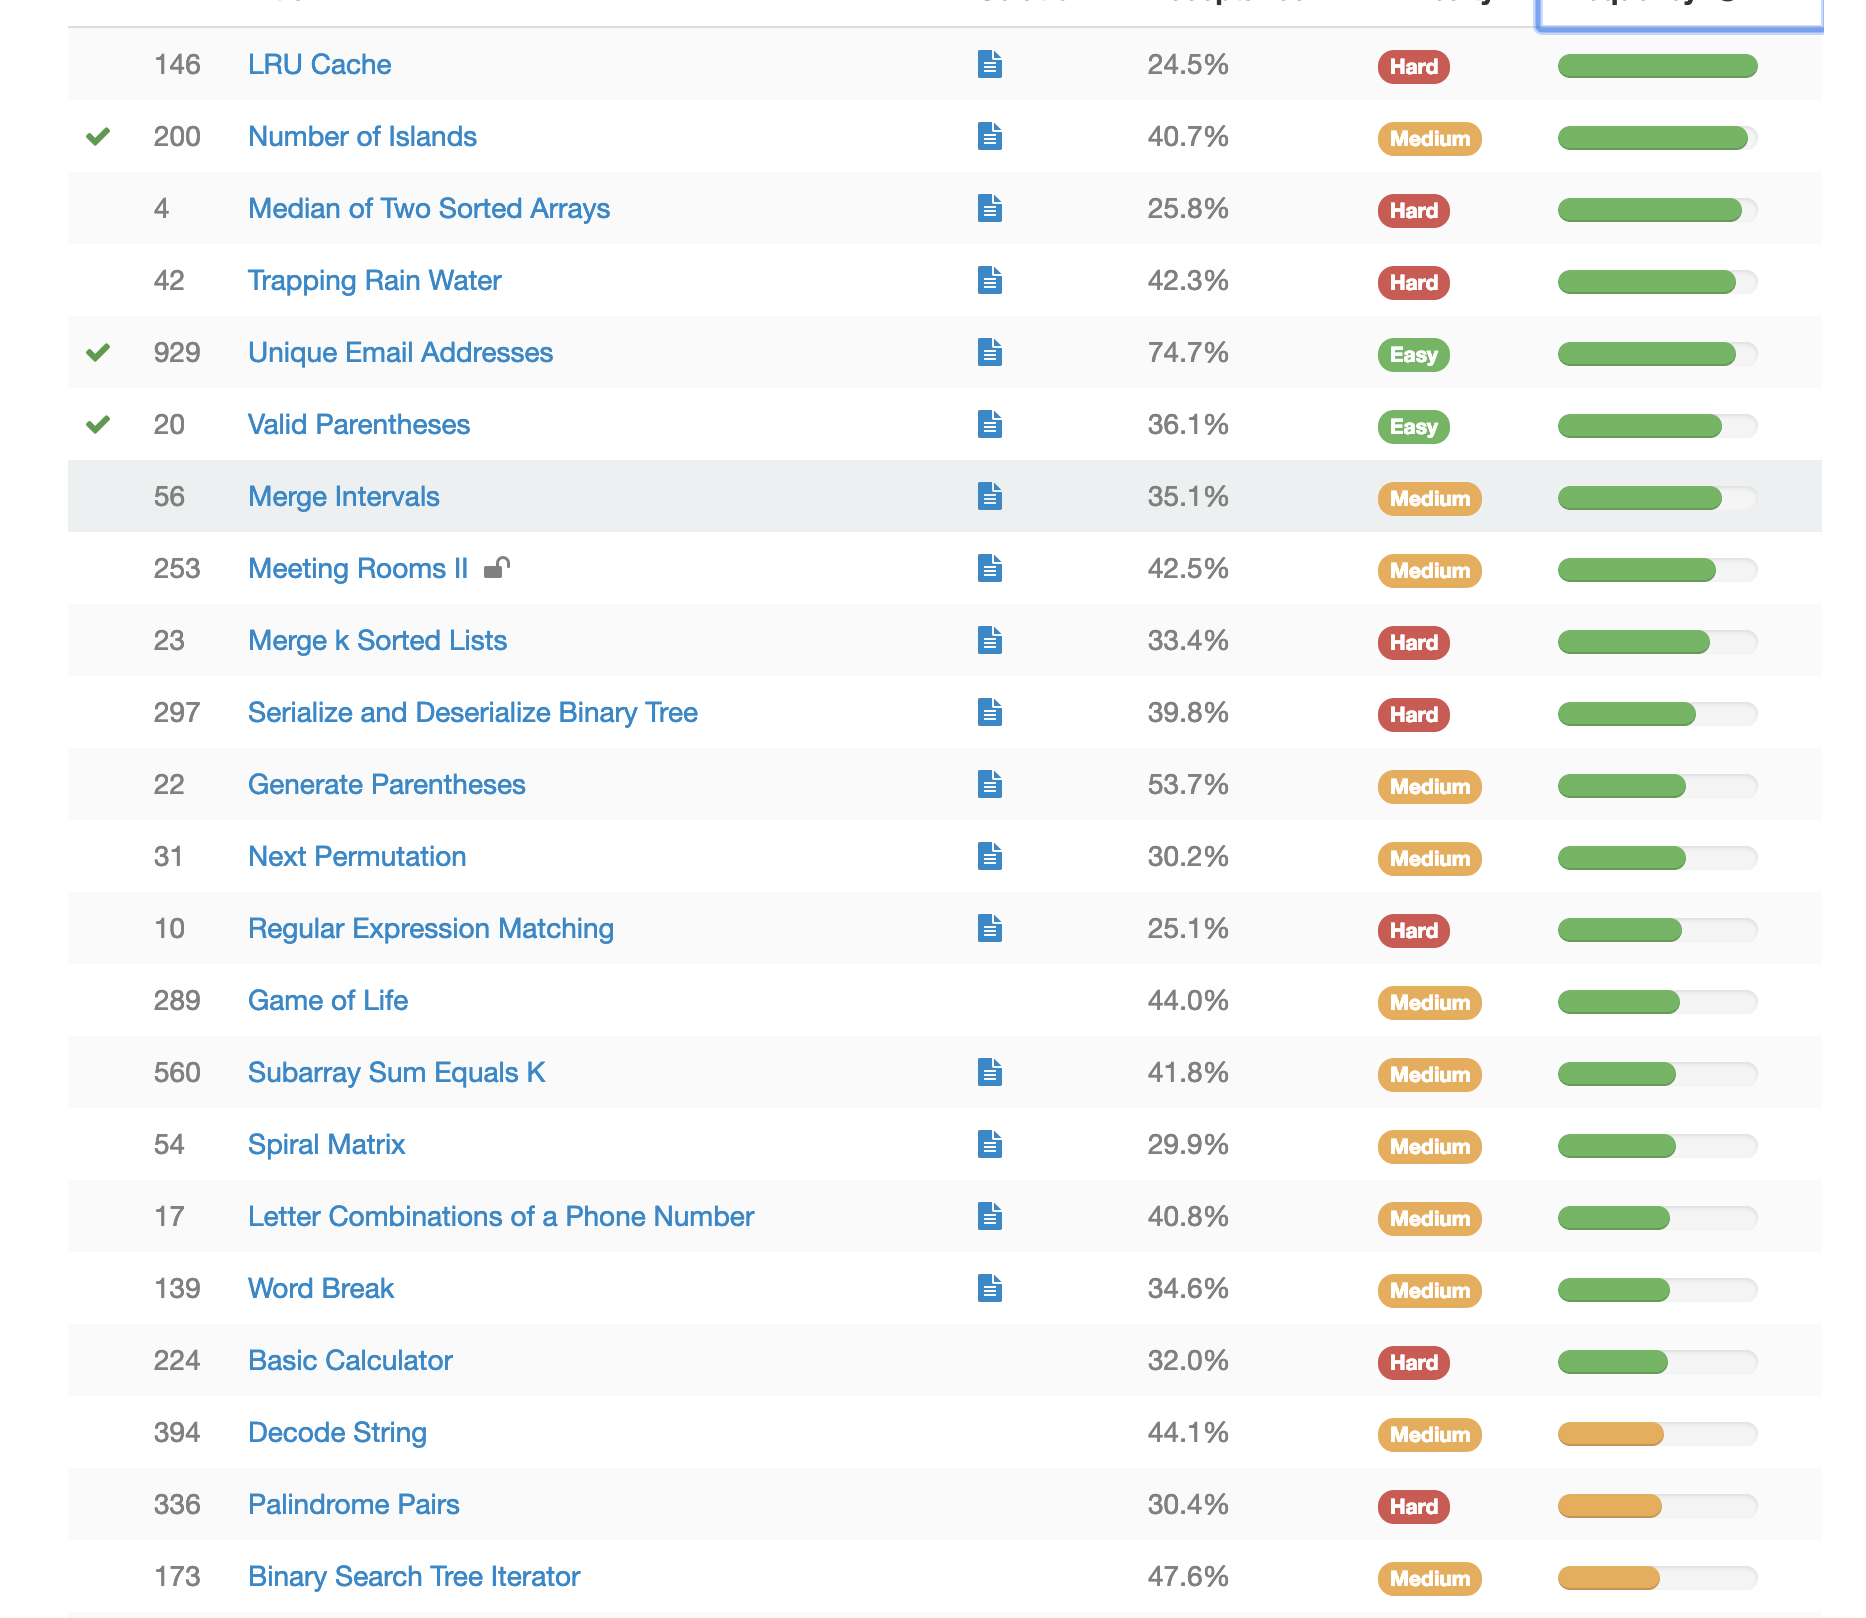 146 LRU Cache 24.5% Hard
200 Number of Islands 40.7% Medium
4 Median of Two Sorted Arrays 25.8% Hard
42 Trapping Rain Water 42.3% Hard
929 Unique Email Addresses 74.7% Easy
20 Valid Parentheses 36.1% Easy
56 Merge Intervals 35.1% Medium
253 Meeting Rooms II 42.5% Medium
23 Merge k Sorted Lists 33.4% Hard
297 Serialize and Deserialize Binary Tree 39.8% Hard
22 Generate Parentheses 53.7% Medium
31 Next Permutation 30.2% Medium
10 Regular Expression Matching 25.1% Hard
289 Game of Life 44.0% Medium
560 Subarray Sum Equals K 41.8% Medium
54 Spiral Matrix 29.9% Medium
17 Letter Combinations of a Phone Number 40.8% Medium
139 Word Break 34.6% Medium
224 Basic Calculator 32.0% Hard
394 Decode String 44.1% Medium
336 Palindrome Pairs 30.4% Hard
173 Binary Search Tree Iterator 47.6% Medium